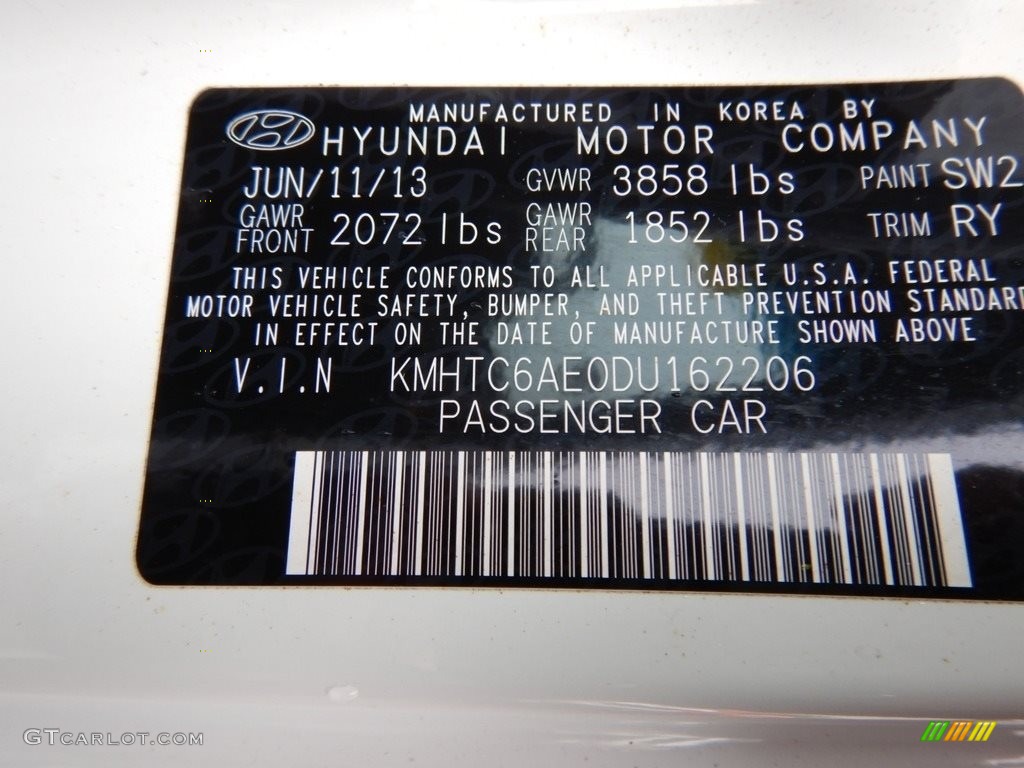 MANUFACTURED IN KOREA BY
HYUNDAI MOTOR COMPANY
JUN/11/13 GVWR 3858 lbs PAINT SW2
GAWR FRONT 2072 lbs GAWR REAR 1852 lbs TRIM RY
THIS VEHICLE CONFORMS TO ALL APPLICABLE U.S.A. FEDERAL
MOTOR VEHICLE SAFETY, BUMPER, AND THEFT PREVENTION STANDARD
IN EFFECT ON THE DATE OF MANUFACTURE SHOWN ABOVE
V.I.N KMHTC6AE0DU162206
PASSENGER CAR
GTCARLOT.COM